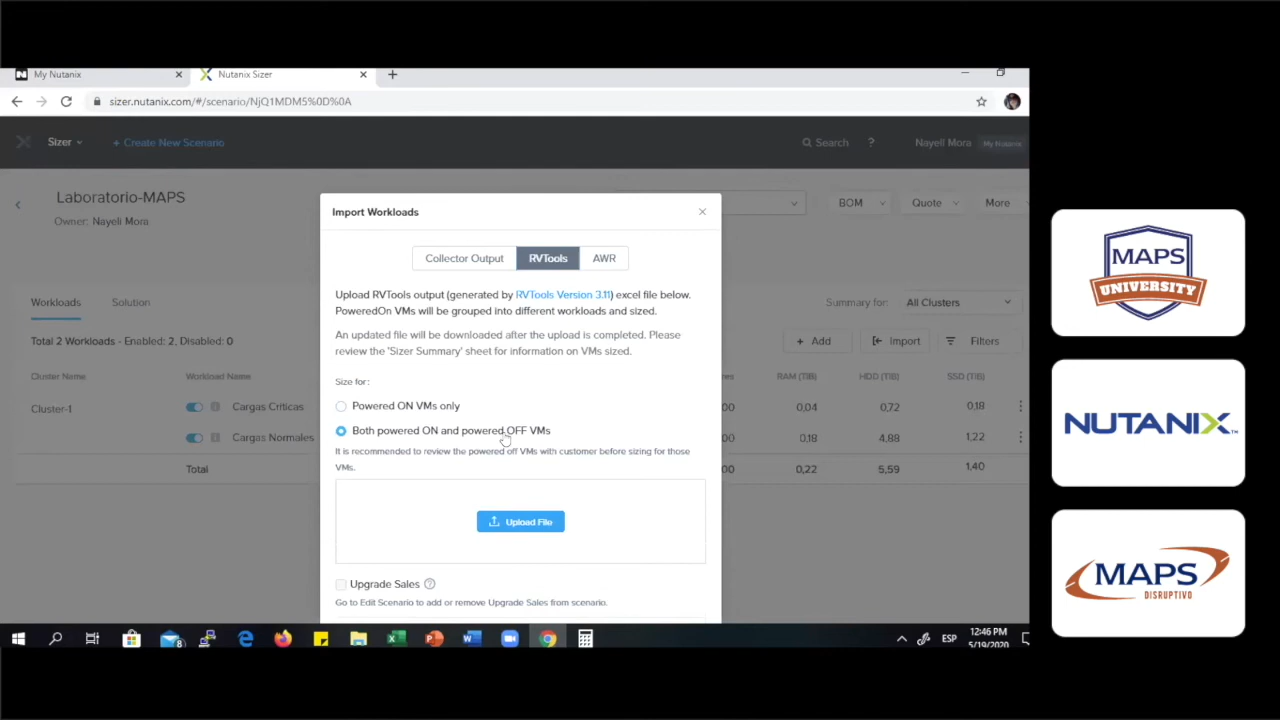 My Nutanix
Nutanix Sizer
sizer.nutanix.com/#/scenario/NjQ1MDM5%0D%0A
Sizer
+ Create New Scenario
Search
?
Nayeli Mora
My Nutanix
Laboratorio-MAPS
Owner: Nayeli Mora
BOM
Quote
More
Import Workloads
Collector Output
RVTools
AWR
Upload RVTools output (generated by RVTools Version 3.11) excel file below.
PoweredOn VMs will be grouped into different workloads and sized.
An updated file will be downloaded after the upload is completed. Please
review the 'Sizer Summary' sheet for information on VMs sized.
Size for:
Powered ON VMs only
Both powered ON and powered OFF VMs
It is recommended to review the powered off VMs with customer before sizing for those
VMs.
Upload File
Upgrade Sales ?
Go to Edit Scenario to add or remove Upgrade Sales from scenario.
Workloads
Solution
Summary for:
All Clusters
Total 2 Workloads - Enabled: 2, Disabled: 0
+ Add
Import
Filters
Cluster Name
Workload Name
RAM (TIB)
HDD (TIB)
SSD (TIB)
Cluster-1
Cargas Críticas
00
0,04
0,72
0,18
Cargas Normales
00
0,18
4,88
1,22
Total
00
0,22
5,59
1,40
8
ESP
12:46 PM
5/19/2020
MAPS
UNIVERSITY
NUTANIX™
MAPS
DISRUPTIVO